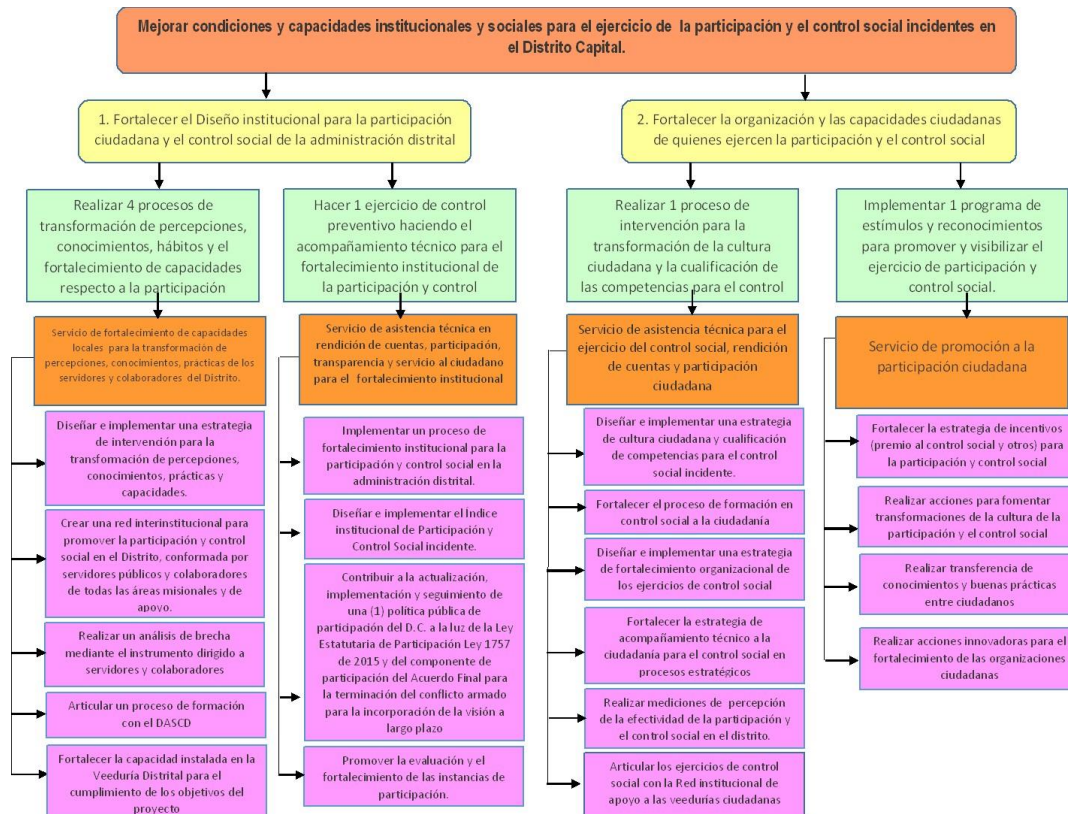 Mejorar condiciones y capacidades institucionales y sociales para el ejercicio de la participación y el control social incidentes en
el Distrito Capital.
1. Fortalecer el Diseño institucional para la participación
ciudadana y el control social de la administración distrital
2. Fortalecer la organización y las capacidades ciudadanas
de quienes ejercen la participación y el control social
Realizar 4 procesos de
transformación de percepciones,
conocimientos, hábitos y el
fortalecimiento de capacidades
respecto a la participación
Hacer 1 ejercicio de control
preventivo haciendo el
acompañamiento técnico para el
fortalecimiento institucional de
la participación y control
Realizar 1 proceso de
intervención para la
transformación de la cultura
ciudadana y la cualificación de
las competencias para el control
Implementar 1 programa de
estímulos y reconocimientos
para promover y visibilizar el
ejercicio de participación y
control social.
Servicio de fortalecimiento de capacidades
locales para la transformación de
percepciones, conocimientos, prácticas de los
servidores y colaboradores del Distrito.
Servicio de asistencia técnica en
rendición de cuentas, participación,
transparencia y servicio al ciudadano
para el fortalecimiento institucional
Servicio de asistencia técnica para el
ejercicio del control social, rendición
de cuentas y participación
ciudadana
Servicio de promoción a la
participación ciudadana
Diseñar e implementar una estrategia
de intervención para la
transformación de percepciones,
conocimientos, prácticas y
capacidades.
Crear una red interinstitucional para
promover la participación y control
social en el Distrito, conformada por
servidores públicos y colaboradores
de todas las áreas misionales y de
apoyo.
Realizar un análisis de brecha
mediante el instrumento dirigido a
servidores y colaboradores
Articular un proceso de formación
con el DASCD
Fortalecer la capacidad instalada en la
Veeduría Distrital para el
cumplimiento de los objetivos del
proyecto
Implementar un proceso de
fortalecimiento institucional para la
participación y control social en la
administración distrital.
Diseñar e implementar el Índice
institucional de Participación y
Control Social incidente.
Contribuir a la actualización,
implementación y seguimiento de
una (1) política pública de
participación del D.C. a la luz de la Ley
Estatutaria de Participación Ley 1757
de 2015 y del componente de
participación del Acuerdo Final para
la terminación del conflicto armado
para la incorporación de la visión a
largo plazo
Promover la evaluación y el
fortalecimiento de las instancias de
participación.
Diseñar e implementar una estrategia
de cultura ciudadana y cualificación
de competencias para el control
social incidente.
Fortalecer el proceso de formación en
control social a la ciudadanía
Diseñar e implementar una estrategia
de fortalecimiento organizacional de
los ejercicios de control social
Fortalecer la estrategia de
acompañamiento técnico a la
ciudadanía para el control social en
procesos estratégicos
Realizar mediciones de percepción
de la efectividad de la participación y
el control social en el distrito.
Articular los ejercicios de control
social con la Red institucional de
apoyo a las veedurías ciudadanas
Fortalecer la estrategia de incentivos
(premio al control social y otros) para
la participación y control social
Realizar acciones para fomentar
transformaciones de la cultura de la
participación y el control social
Realizar transferencia de
conocimientos y buenas prácticas
entre ciudadanos
Realizar acciones innovadoras para el
fortalecimiento de las organizaciones
ciudadanas